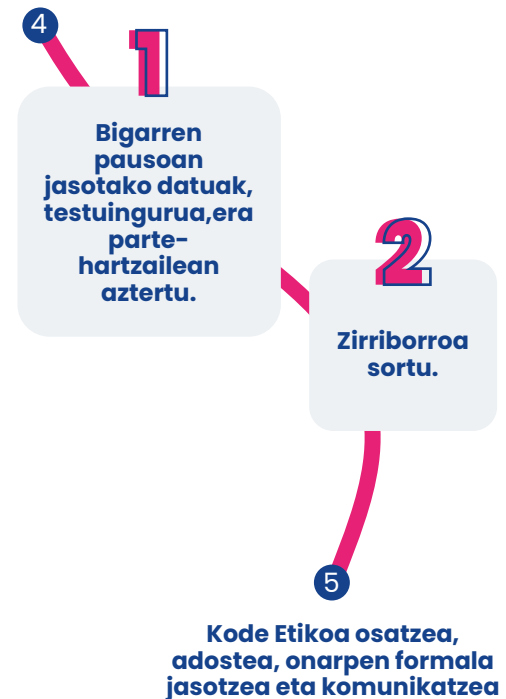 4
1
Bigarren
pausoan
jasotako datuak,
testuingurua,era
parte-
hartzailean
aztertu.
2
Zirriborroa
sortu.
5
Kode Etikoa osatzea,
adostea, onarpen formala
jasotzea eta komunikatzea